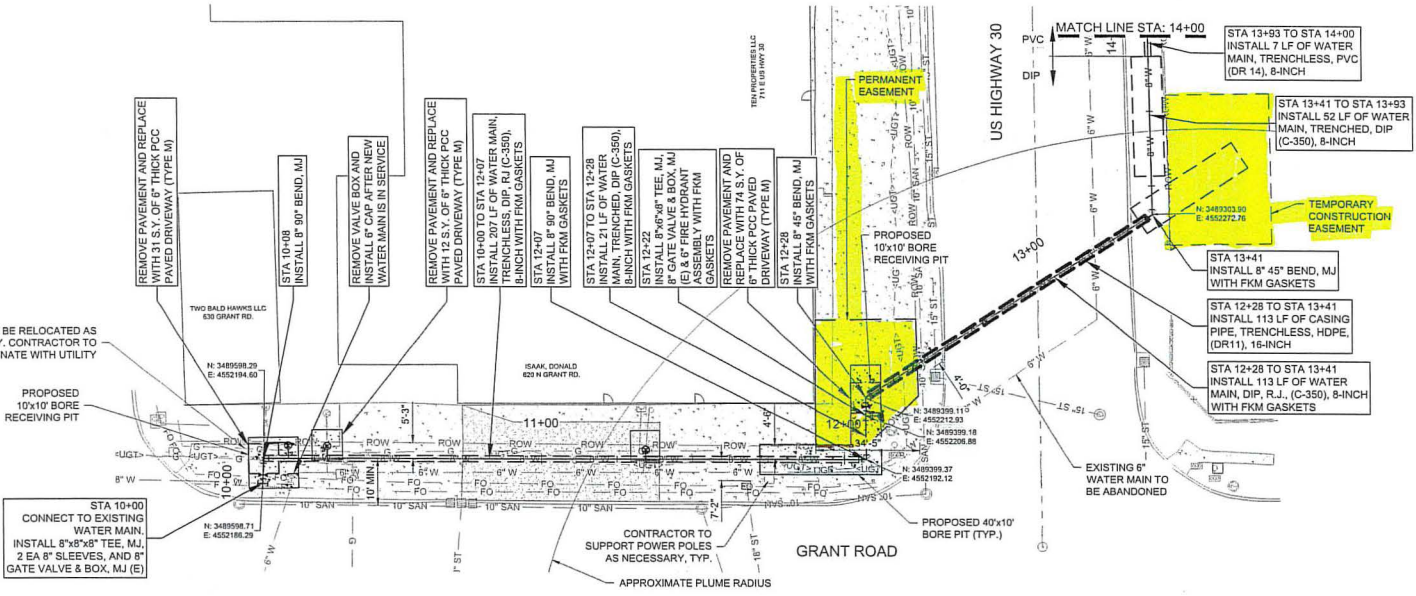 REMOVE PAVEMENT AND REPLACE
WITH 31 S.Y. OF 6" THICK PCC
PAVED DRIVEWAY (TYPE M)
STA 10+08
INSTALL 8" 90° BEND, MJ
REMOVE VALVE BOX AND
INSTALL 6" CAP AFTER NEW
WATER MAIN IS IN SERVICE
REMOVE PAVEMENT AND REPLACE
WITH 12 S.Y. OF 6" THICK PCC
PAVED DRIVEWAY (TYPE M)
STA 10+00 TO STA 12+07
INSTALL 207 LF OF WATER MAIN,
TRENCHLESS, DIP, RJ (C-350),
8-INCH WITH FKM GASKETS
STA 12+07
INSTALL 8" 90° BEND, MJ
WITH FKM GASKETS
STA 12+07 TO STA 12+28
INSTALL 21 LF OF WATER
MAIN, TRENCHED, DIP (C-350),
8-INCH WITH FKM GASKETS
STA 12+22
INSTALL 8"x6"x8" TEE, MJ,
8" GATE VALVE & BOX, MJ
(E) & 6" FIRE HYDRANT
ASSEMBLY WITH FKM
GASKETS
REMOVE PAVEMENT AND
REPLACE WITH 74 S.Y. OF
6" THICK PCC PAVED
DRIVEWAY (TYPE M)
STA 12+28
INSTALL 8" 45° BEND, MJ
WITH FKM GASKETS
TEN PROPERTIES LLC
711 E US HWY 30
PERMANENT
EASEMENT
US HIGHWAY 30
MATCH LINE STA: 14+00
PVC
DIP
STA 13+93 TO STA 14+00
INSTALL 7 LF OF WATER
MAIN, TRENCHLESS, PVC
(DR 14), 8-INCH
STA 13+41 TO STA 13+93
INSTALL 52 LF OF WATER
MAIN, TRENCHED, DIP
(C-350), 8-INCH
N: 3489303.90
E: 4552272.76
TEMPORARY
CONSTRUCTION
EASEMENT
PROPOSED
10'x10' BORE
RECEIVING PIT
13+00
STA 13+41
INSTALL 8" 45° BEND, MJ
WITH FKM GASKETS
STA 12+28 TO STA 13+41
INSTALL 113 LF OF CASING
PIPE, TRENCHLESS, HDPE,
(DR11), 16-INCH
STA 12+28 TO STA 13+41
INSTALL 113 LF OF WATER
MAIN, DIP, R.J., (C-350), 8-INCH
WITH FKM GASKETS
TWO BALD HAWKS LLC
630 GRANT RD.
BE RELOCATED AS
Y. CONTRACTOR TO
NATE WITH UTILITY
N: 3489598.29
E: 4552194.60
ISAAK, DONALD
620 N GRANT RD.
PROPOSED
10'x10' BORE
RECEIVING PIT
5'-3"
11+00
4'-6"
12+00
34'-5"
4'-0"
N: 3489399.11
E: 4552212.93
N: 3489399.18
E: 4552206.88
N: 3489399.37
E: 4552192.12
10+00
10' MIN.
7'-2"
8" W
10" SAN
STA 10+00
CONNECT TO EXISTING
WATER MAIN.
INSTALL 8"x8"x8" TEE, MJ,
2 EA 8" SLEEVES, AND 8"
GATE VALVE & BOX, MJ (E)
N: 3489598.71
E: 4552186.29
6" W
G
18" ST
CONTRACTOR TO
SUPPORT POWER POLES
AS NECESSARY, TYP.
APPROXIMATE PLUME RADIUS
GRANT ROAD
PROPOSED 40'x10'
BORE PIT (TYP.)
EXISTING 6"
WATER MAIN TO
BE ABANDONED
15" ST